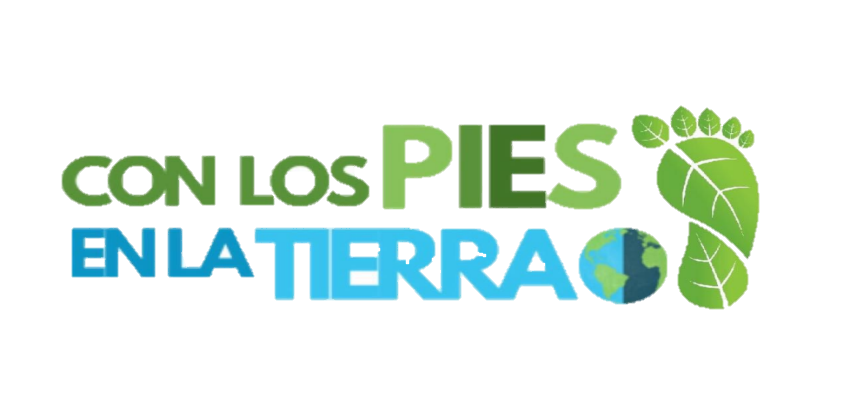 CON LOS PIES
EN LA TIERRA